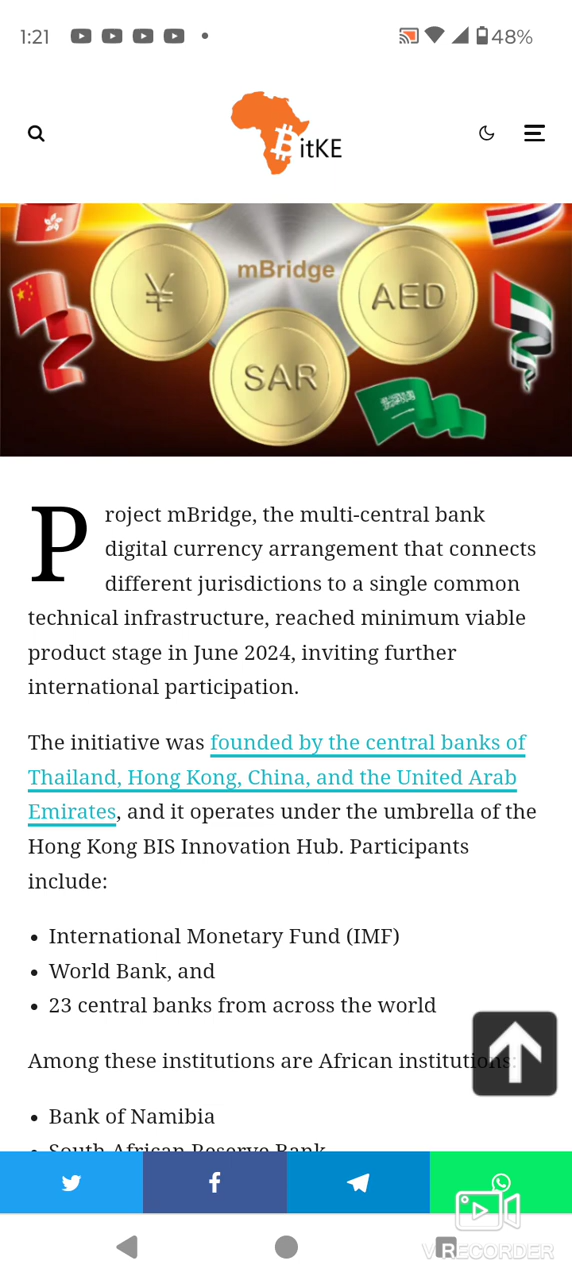 1:21
48%
itKE
mBridge
¥
AED
SAR
Project mBridge, the multi-central bank
digital currency arrangement that connects
different jurisdictions to a single common
technical infrastructure, reached minimum viable
product stage in June 2024, inviting further
international participation.
The initiative was founded by the central banks of
Thailand, Hong Kong, China, and the United Arab
Emirates, and it operates under the umbrella of the
Hong Kong BIS Innovation Hub. Participants
include:
• International Monetary Fund (IMF)
• World Bank, and
• 23 central banks from across the world
Among these institutions are African institutions:
• Bank of Namibia
• South African Reserve Bank
VRECORDER